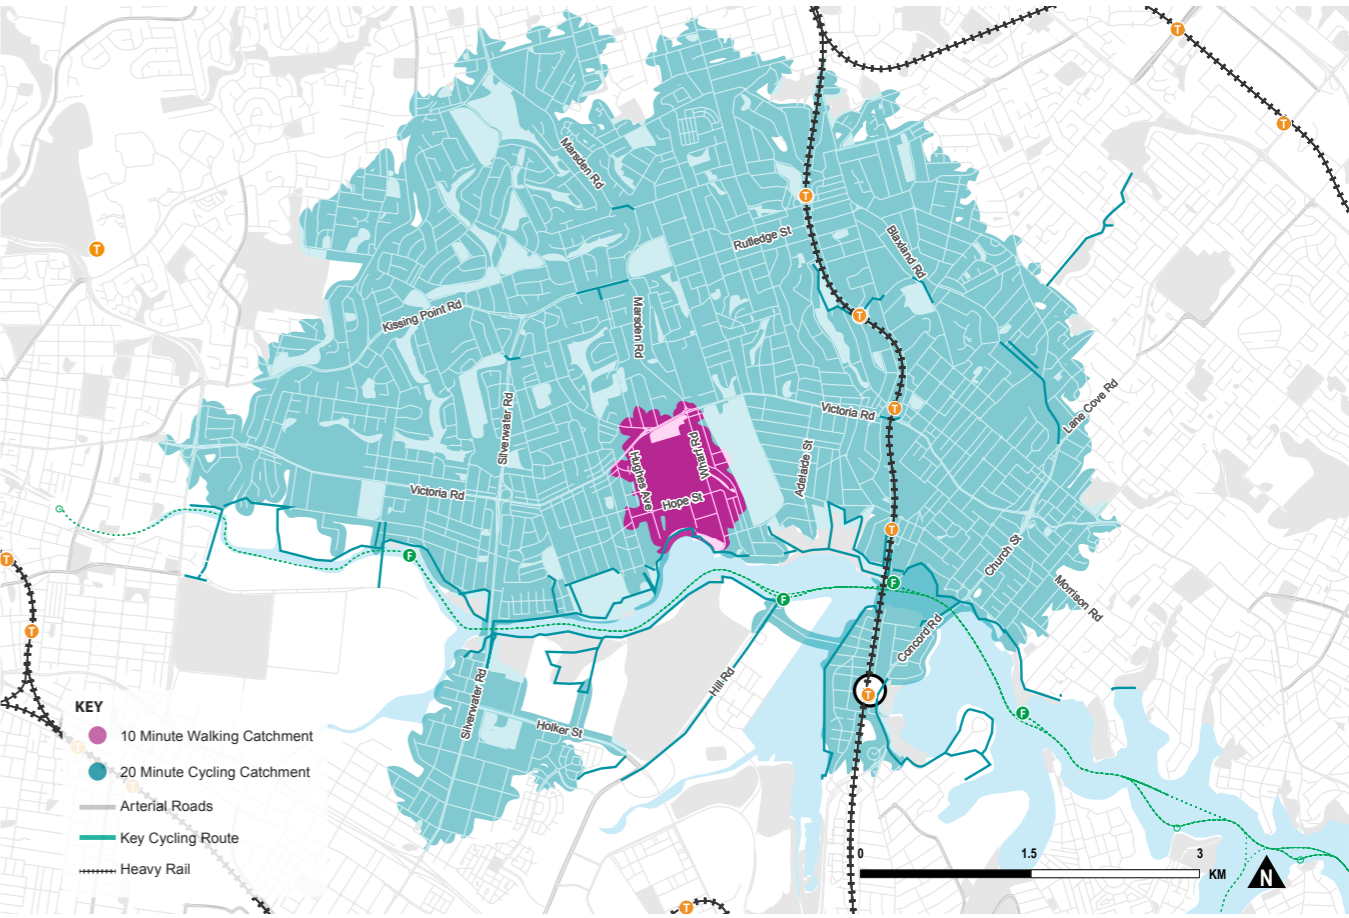 T
T
Marsden Rd
T
Rutledge St
Blaxland Rd
T
Kissing Point Rd
Marsden Rd
T
Silverwater Rd
Victoria Rd
T
Lane Cove Rd
Wharf Rd
Hughes Ave
Adelaide St
Victoria Rd
Hope St
T
Church St
T
F
F
F
Morrison Rd
T
Concord Rd
Hill Rd
Silverwater Rd
T
F
Holker St
KEY
10 Minute Walking Catchment
T
20 Minute Cycling Catchment
T
Arterial Roads
Key Cycling Route
Heavy Rail
0
1.5
3
KM
N
T